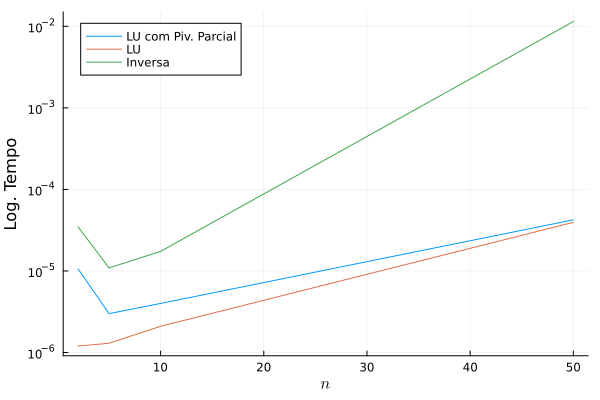 LU com Piv. Parcial
LU
Inversa
Log. Tempo
10⁻²
10⁻³
10⁻⁴
10⁻⁵
10⁻⁶
10 20 30 40 50
n